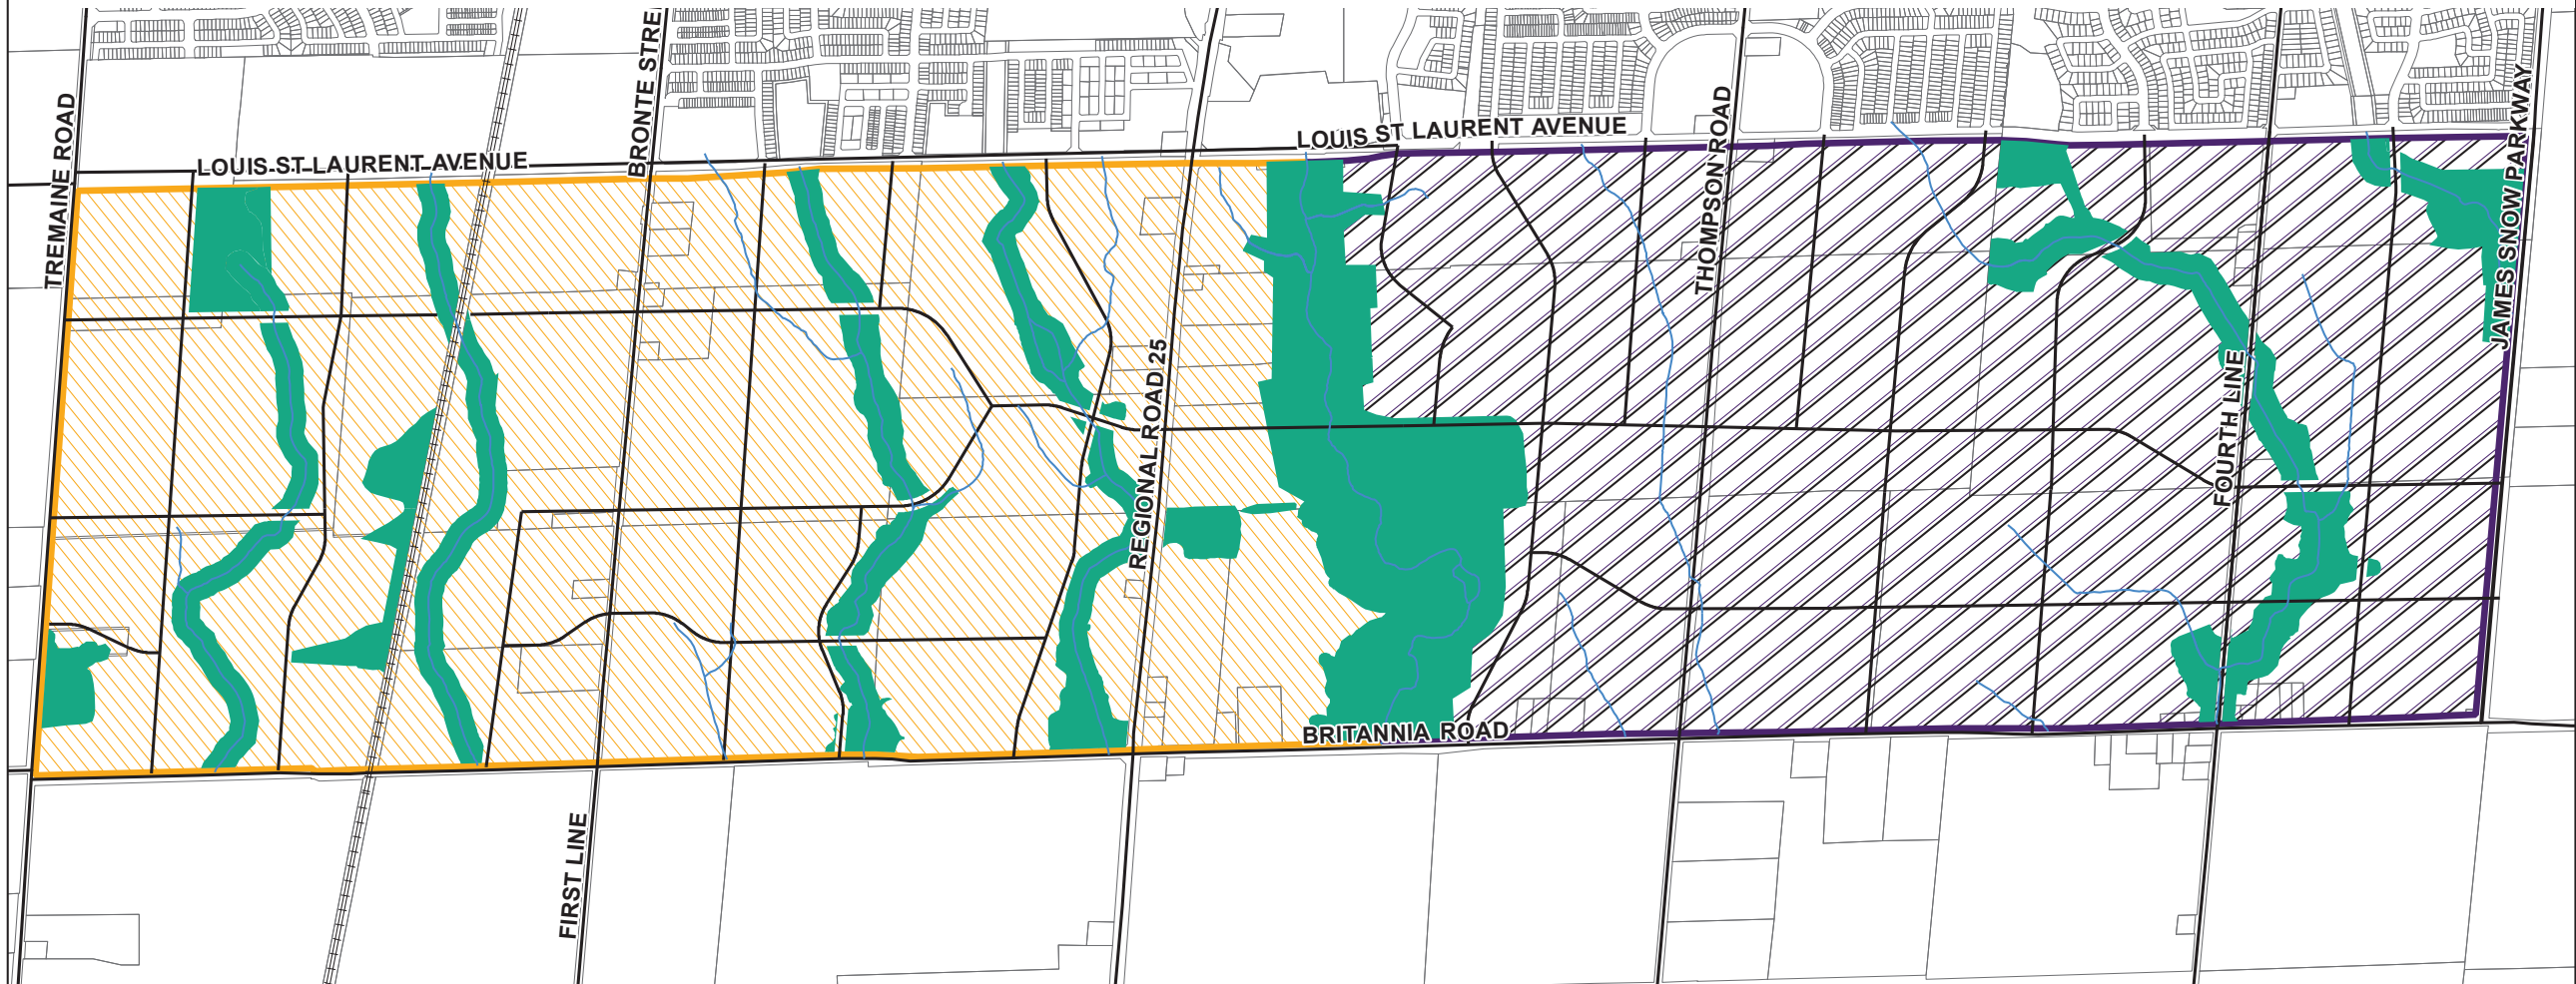 TREMAINE ROAD
LOUIS ST LAURENT AVENUE
BRONTE STRE
LOUIS ST LAURENT AVENUE
THOMPSON ROAD
JAMES SNOW PARKWAY
REGIONAL ROAD 25
FOURTH LINE
BRITANNIA ROAD
FIRST LINE